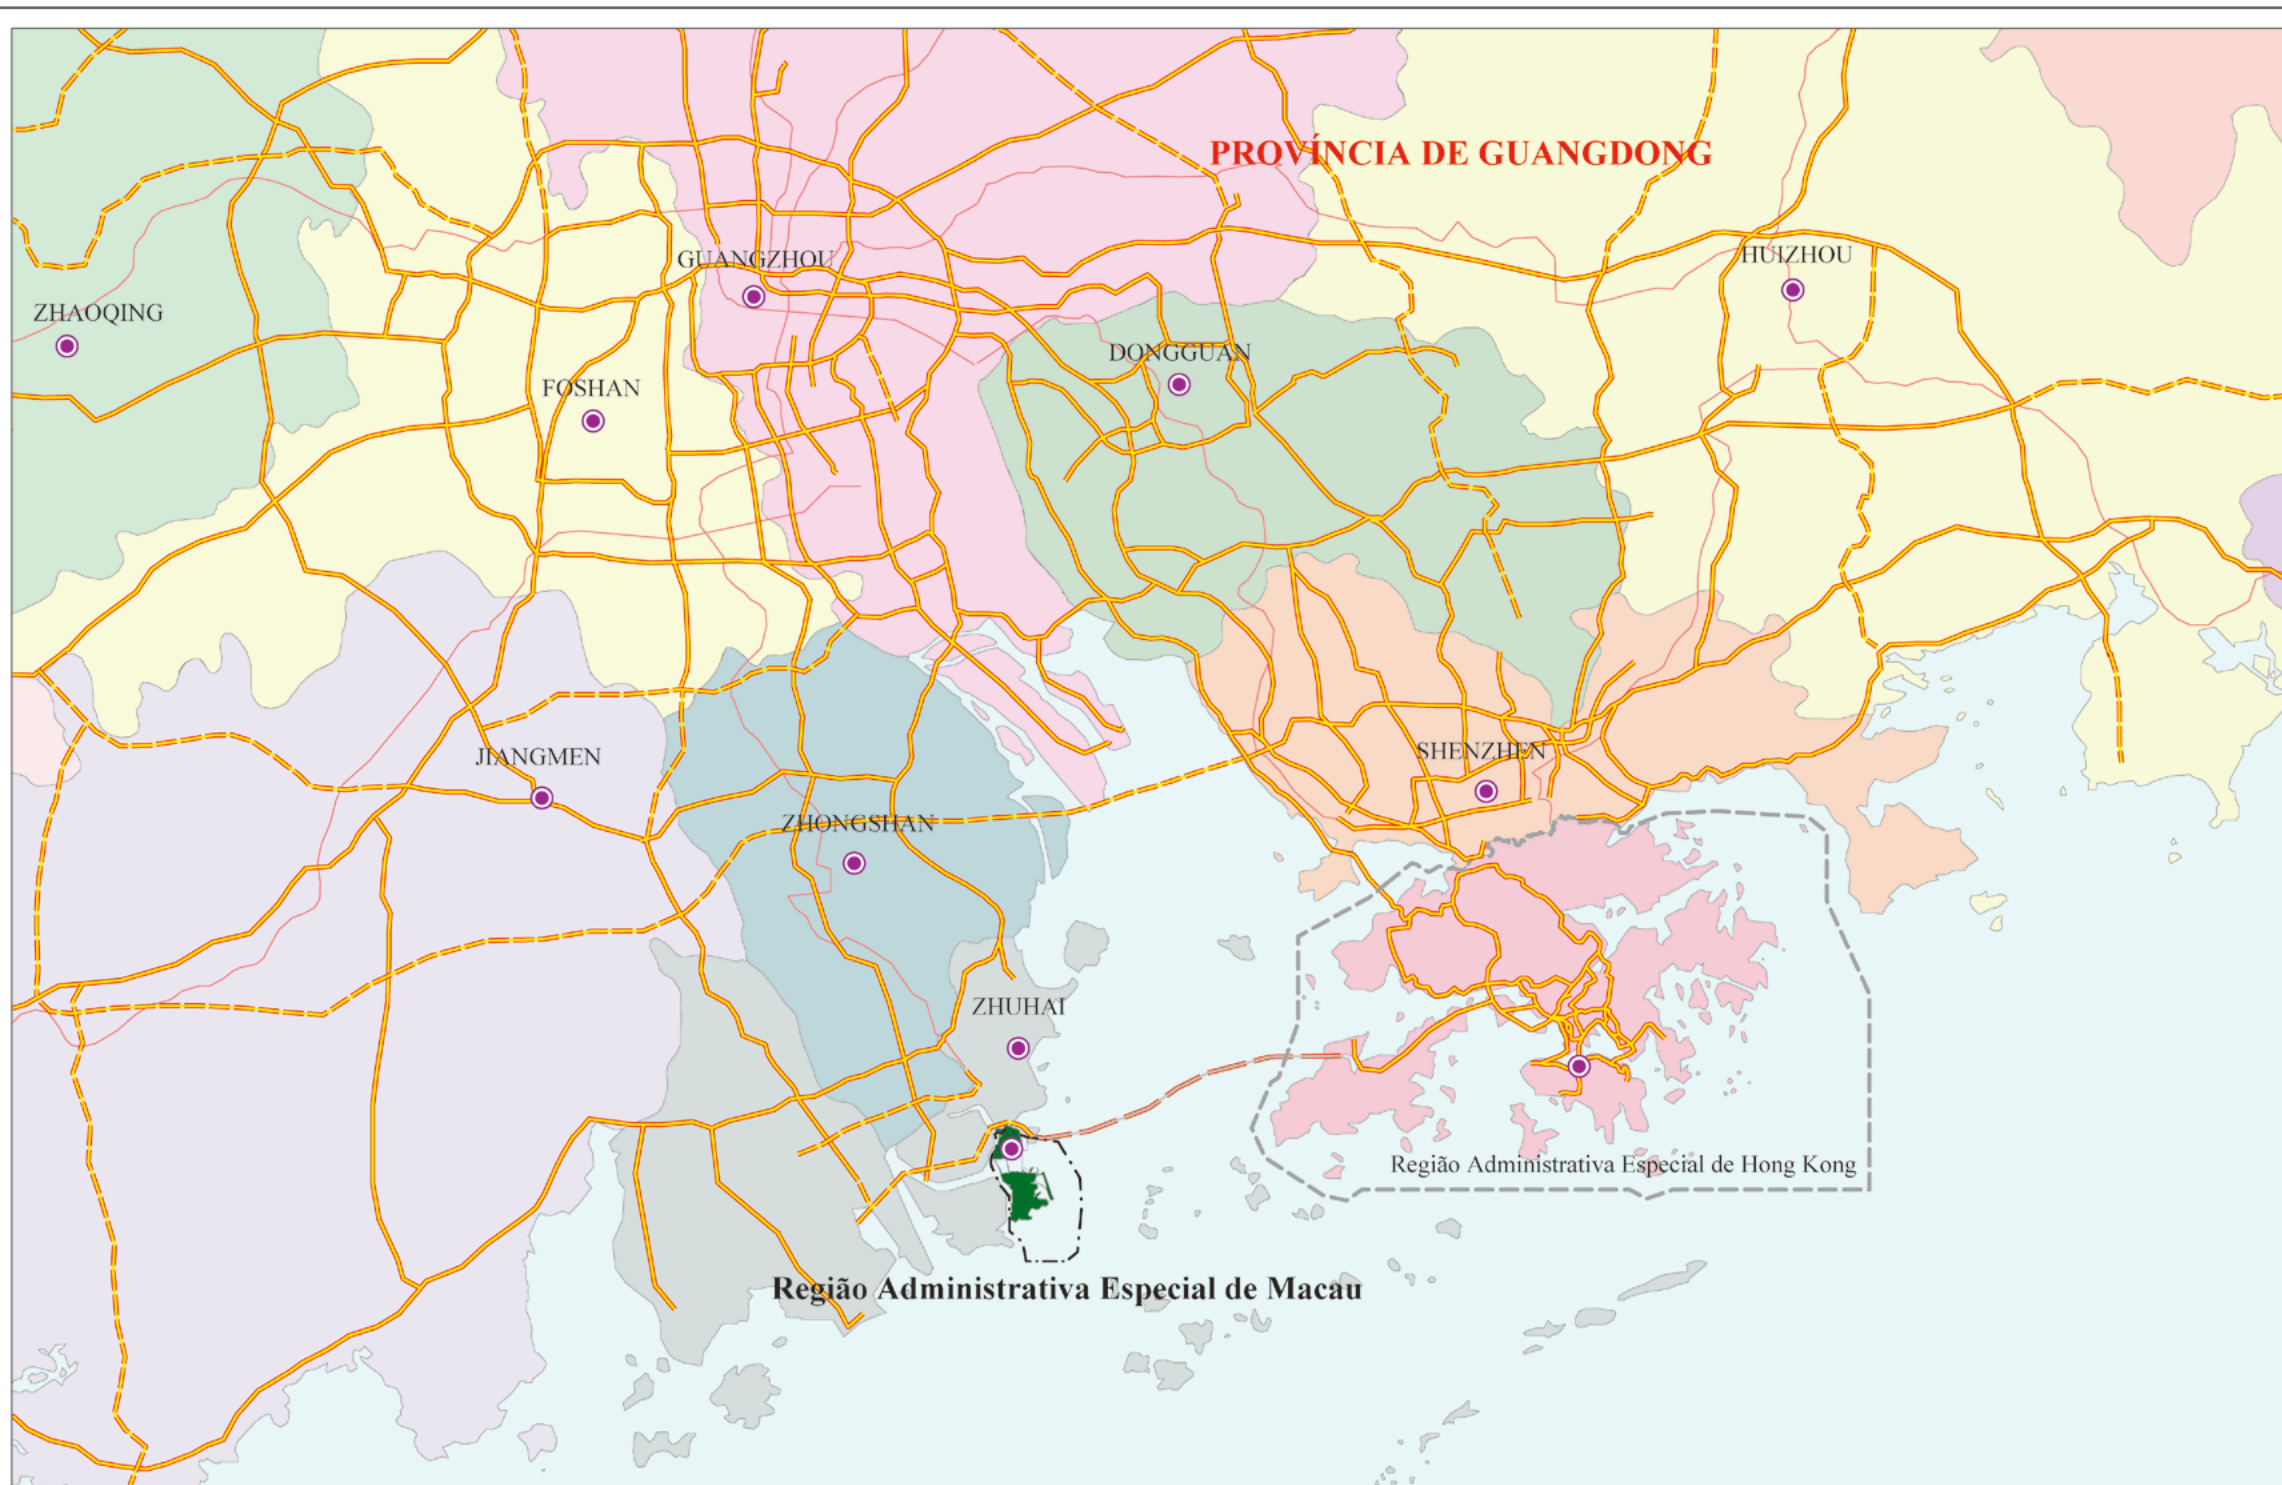 PROVÍNCIA DE GUANGDONG
HUIZHOU
GUANGZHOU
ZHAOQING
DONGGUAN
FOSHAN
SHENZHEN
JIANGMEN
ZHONGSHAN
ZHUHAI
Região Administrativa Especial de Hong Kong
Região Administrativa Especial de Macau